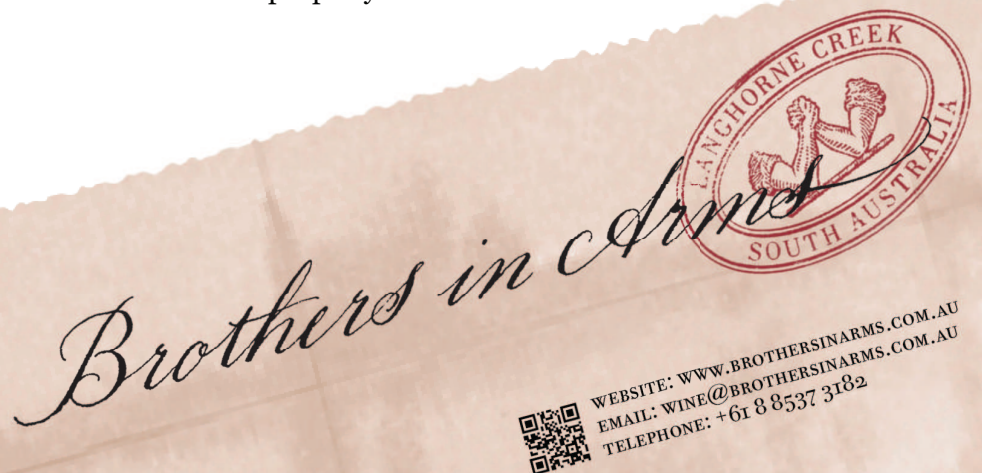 LANGHORNE CREEK
SOUTH AUSTRALIA
Brothers in Arms
WEBSITE: WWW.BROTHERSINARMS.COM.AU
EMAIL: WINE@BROTHERSINARMS.COM.AU
TELEPHONE: +61 8 8537 3182